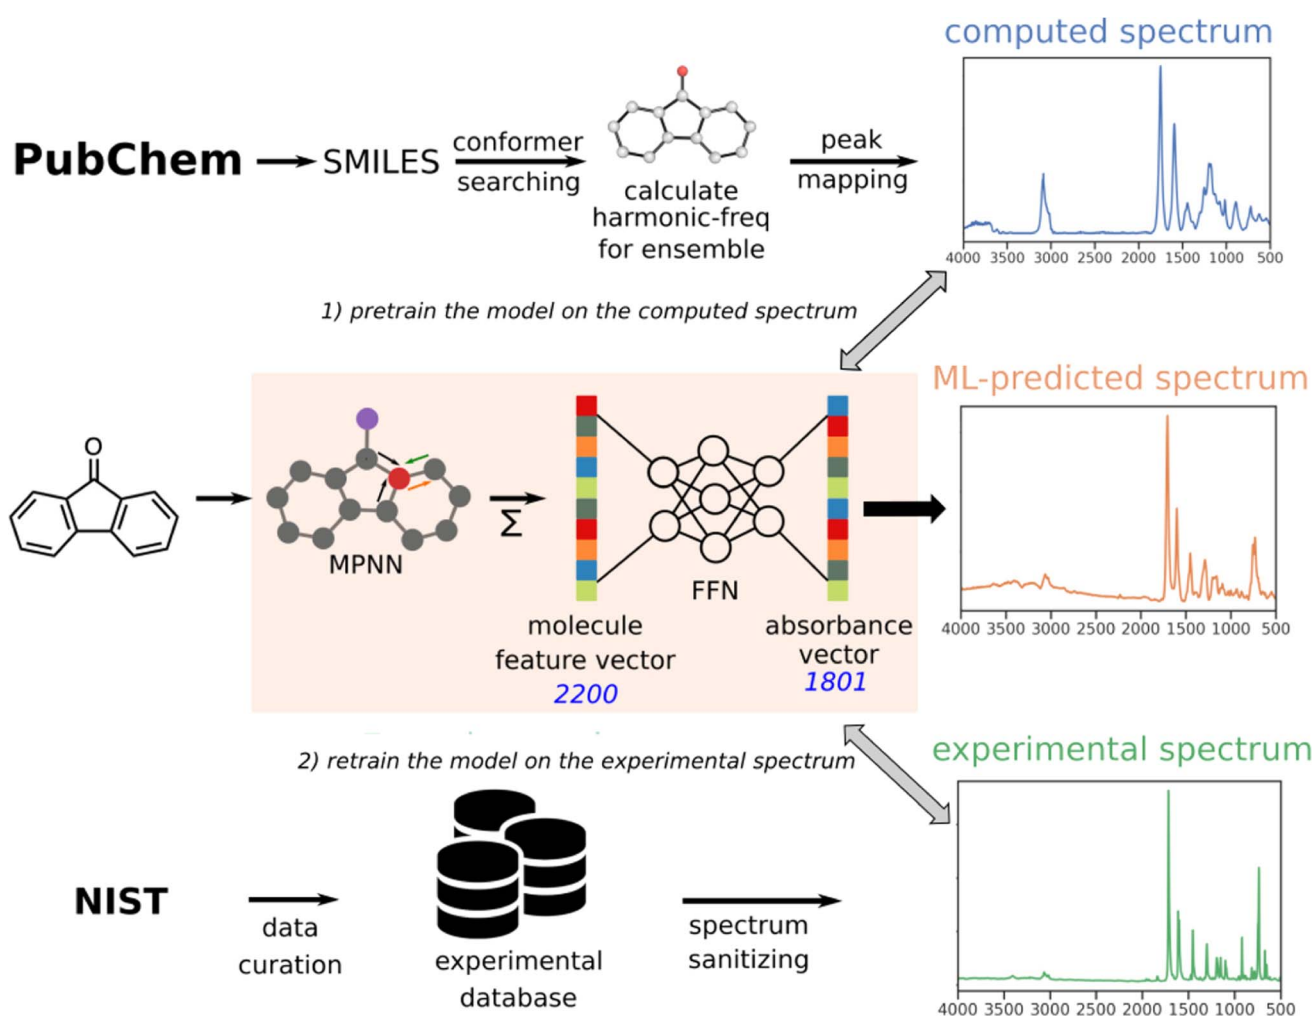 computed spectrum
PubChem
SMILES
conformer
searching
calculate
harmonic-freq
for ensemble
peak
mapping
4000 3500 3000 2500 2000 1500 1000 500
1) pretrain the model on the computed spectrum
ML-predicted spectrum
O
MPNN
Σ
FFN
molecule
feature vector
2200
absorbance
vector
1801
4000 3500 3000 2500 2000 1500 1000 500
2) retrain the model on the experimental spectrum
experimental spectrum
NIST
data
curation
experimental
database
spectrum
sanitizing
4000 3500 3000 2500 2000 1500 1000 500